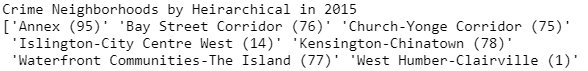 Crime Neighborhoods by Heirarchical in 2015
['Annex (95)' 'Bay Street Corridor (76)' 'Church-Yonge Corridor (75)'
'Islington-City Centre West (14)' 'Kensington-Chinatown (78)'
'Waterfront Communities-The Island (77)' 'West Humber-Clairville (1)'